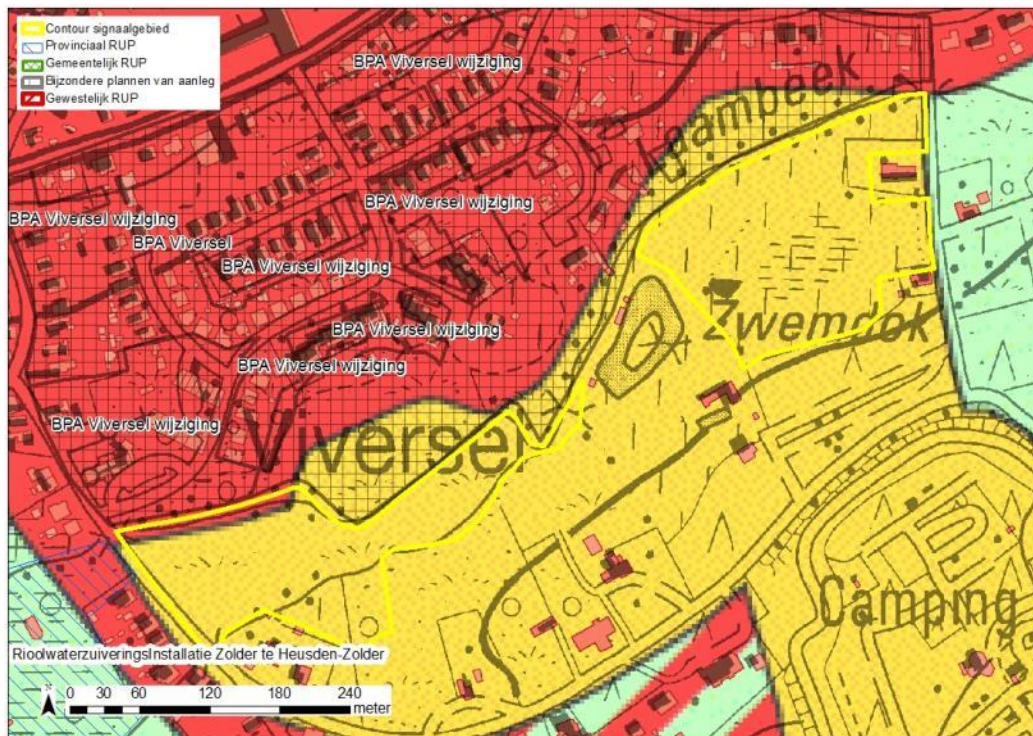 Contour signaalgebied
Provinciaal RUP
Gemeentelijk RUP
Bijzondere plannen van aanleg
Gewestelijk RUP
BPA Viversel wijziging
Laambeek
BPA Viversel wijziging
BPA Viversel wijziging
BPA Viversel
BPA Viversel wijziging
Zwemdok
BPA Viversel wijziging
BPA Viversel wijziging
BPA Viversel wijziging
Viversel
Camping
RioolwaterzuiveringsInstallatie Zolder te Heusden-Zolder
0 30 60 120 180 240
meter